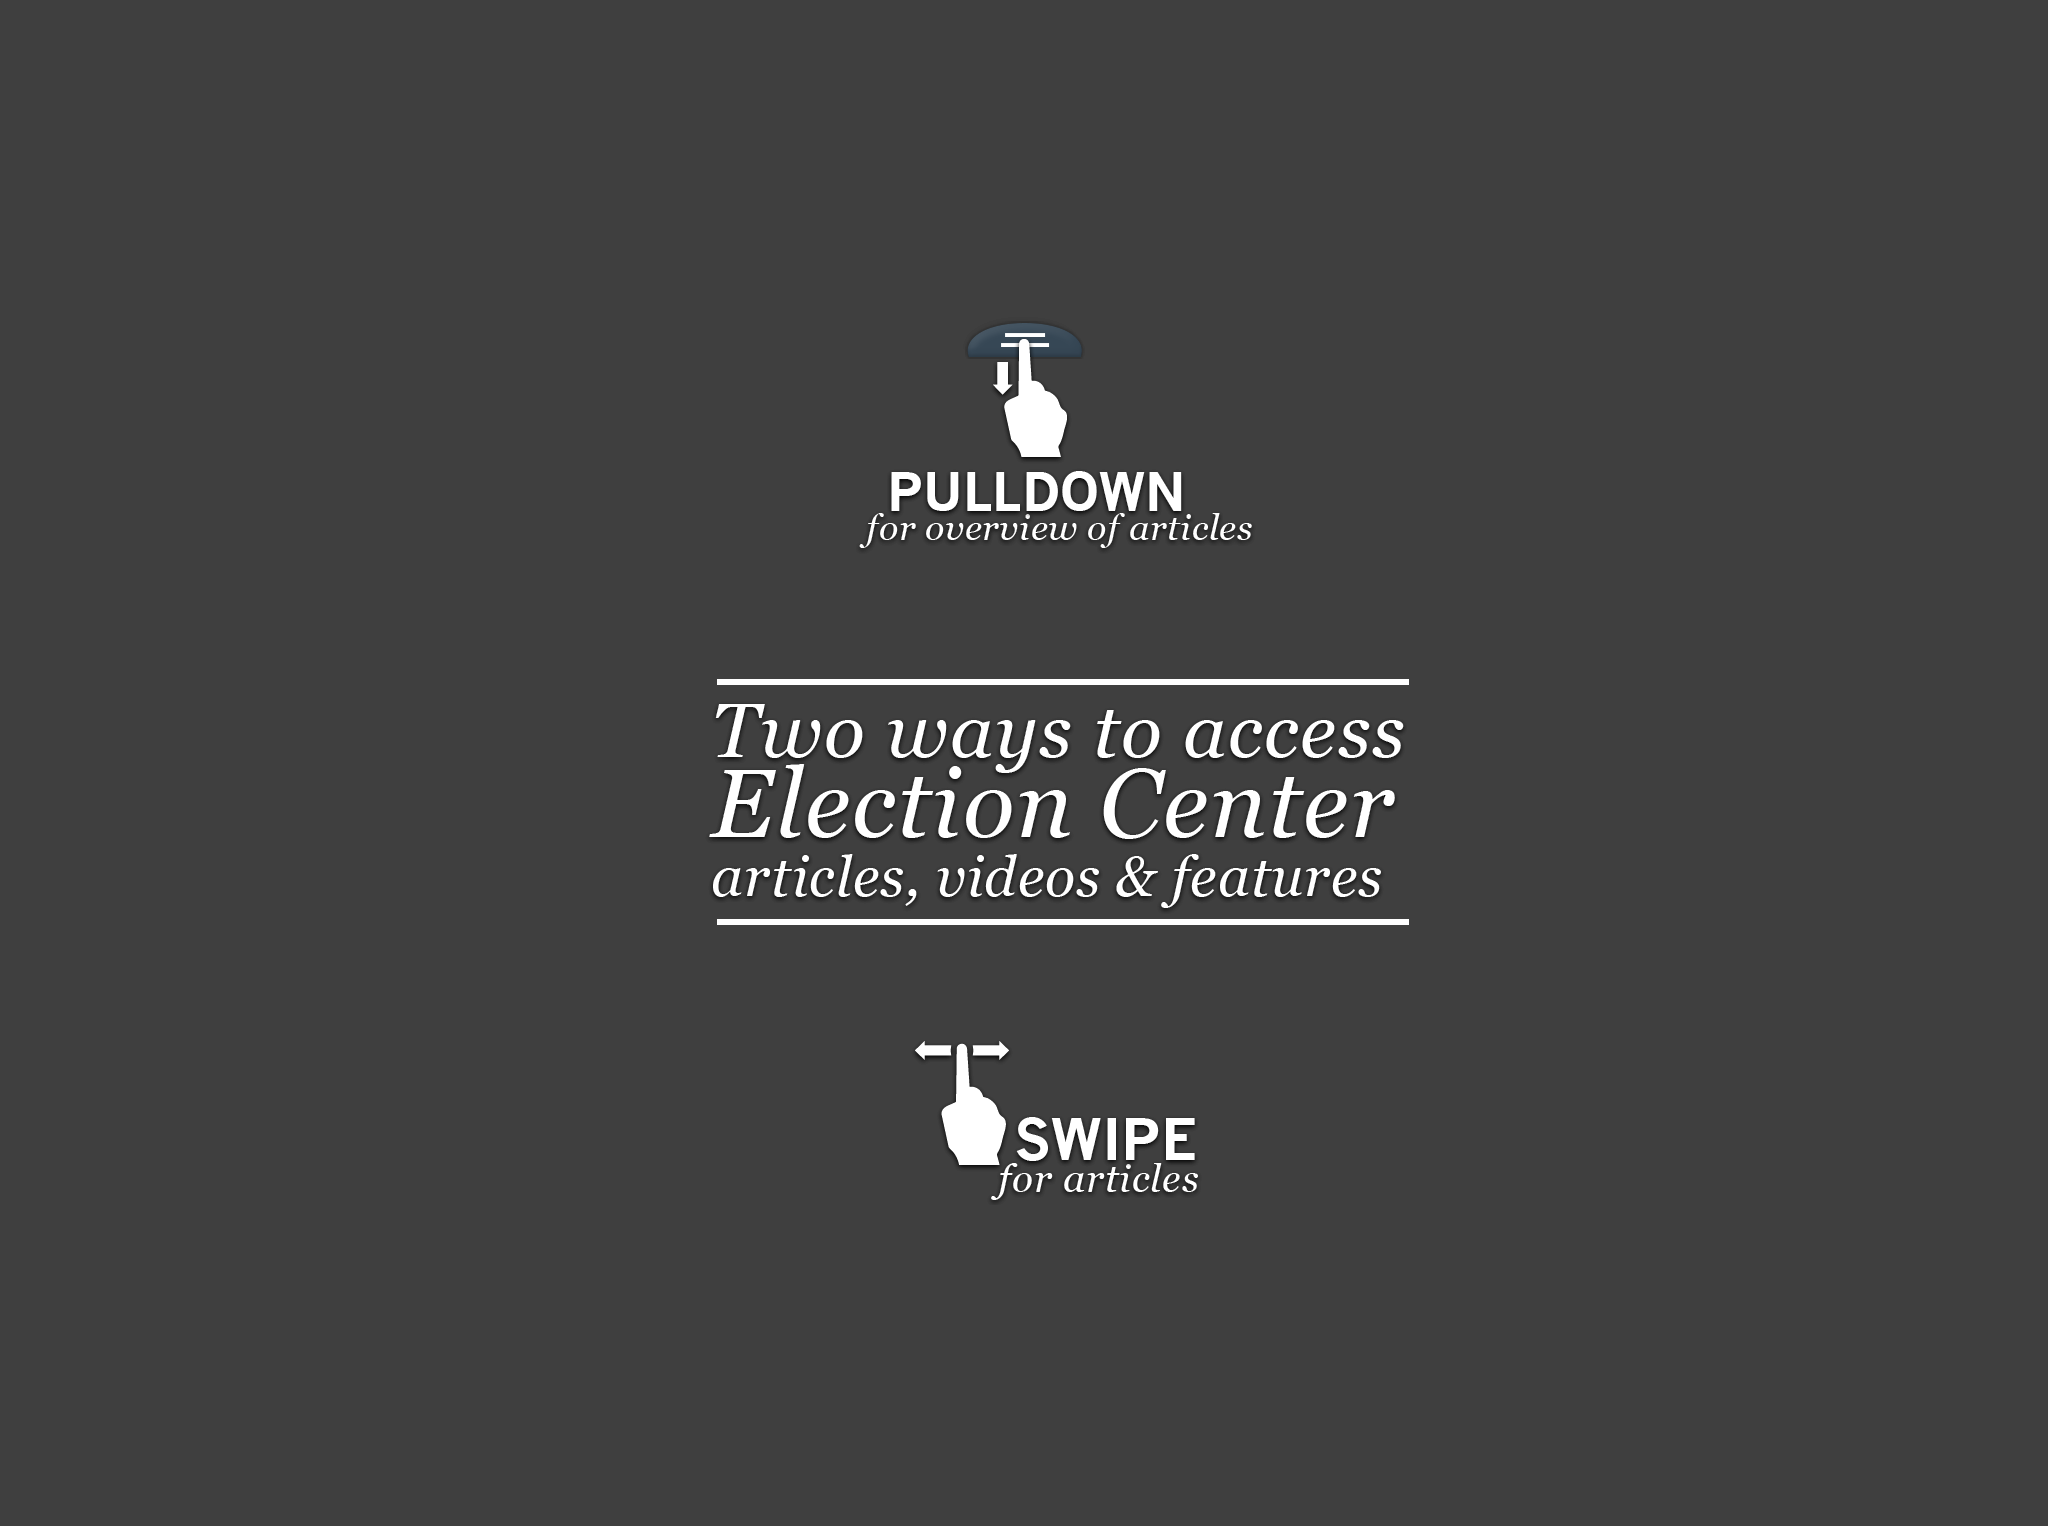 PULLDOWN
for overview of articles
Two ways to access
Election Center
articles, videos & features
SWIPE
for articles